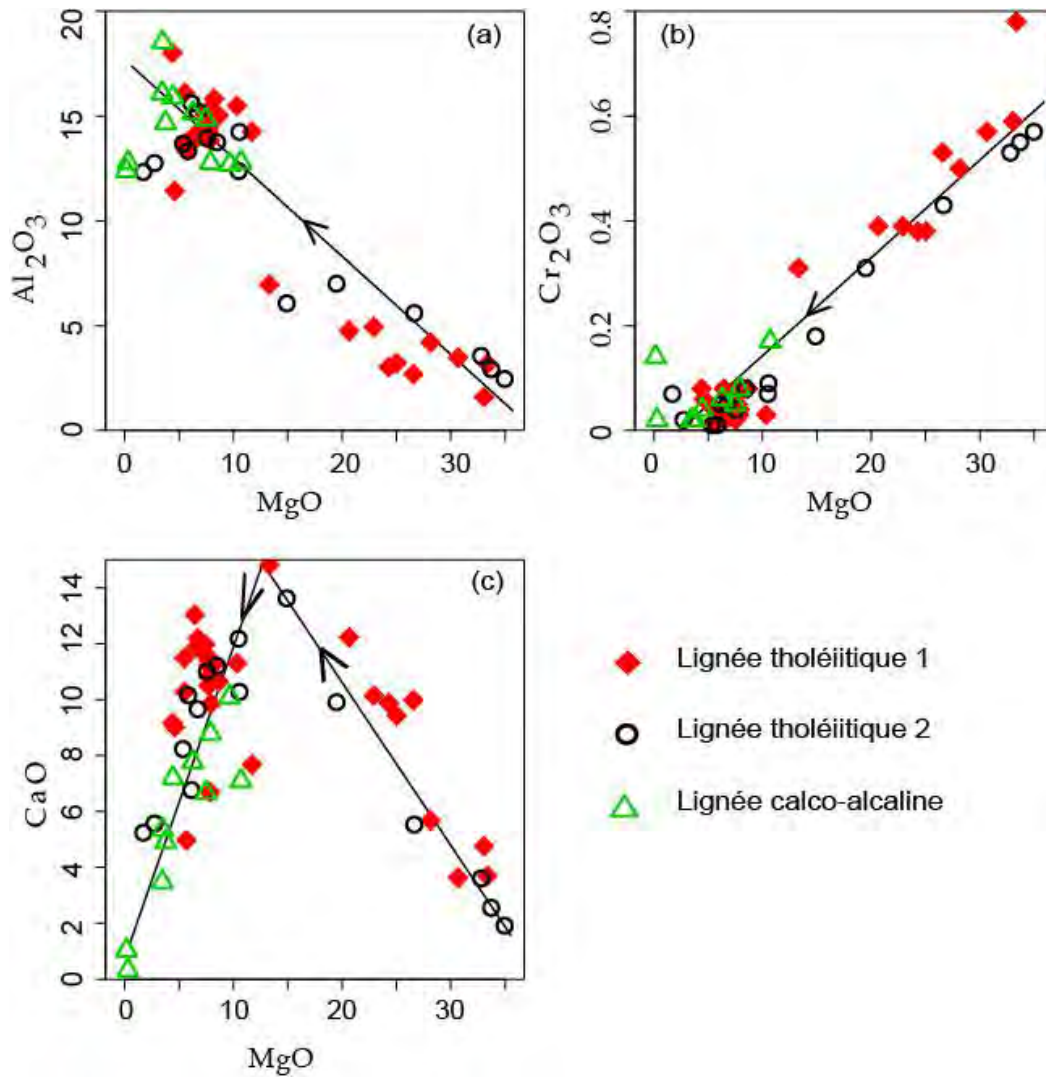 (a)
20
15
10
5
0
Al2O3
0 10 20 30
MgO
(b)
0.8
0.6
0.4
0.2
0
Cr2O3
0 10 20 30
MgO
(c)
14
12
10
8
6
4
2
0
CaO
0 10 20 30
MgO
Lignée tholéiitique 1
Lignée tholéiitique 2
Lignée calco-alcaline